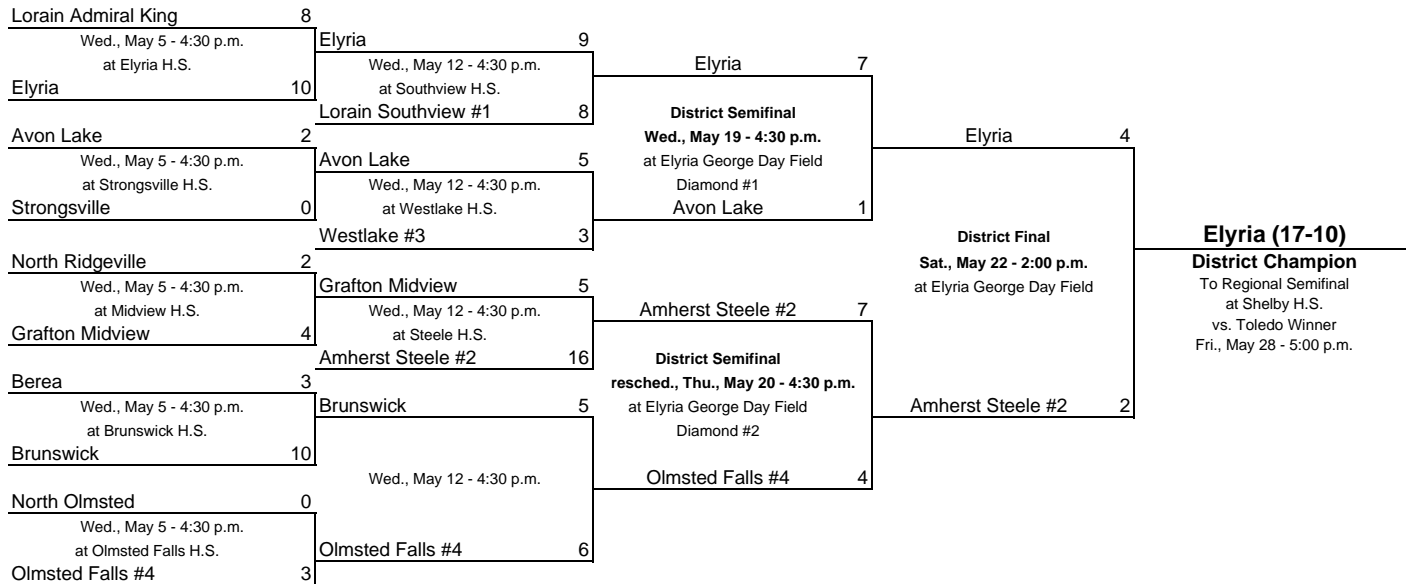 Lorain Admiral King 8
Wed., May 5 - 4:30 p.m.
at Elyria H.S.
Elyria 10
Avon Lake 2
Wed., May 5 - 4:30 p.m.
at Strongsville H.S.
Strongsville 0
North Ridgeville 2
Wed., May 5 - 4:30 p.m.
at Midview H.S.
Grafton Midview 4
Berea 3
Wed., May 5 - 4:30 p.m.
at Brunswick H.S.
Brunswick 10
North Olmsted 0
Wed., May 5 - 4:30 p.m.
at Olmsted Falls H.S.
Olmsted Falls #4 3
Elyria 9
Wed., May 12 - 4:30 p.m.
at Southview H.S.
Lorain Southview #1 8
Avon Lake 5
Wed., May 12 - 4:30 p.m.
at Westlake H.S.
Westlake #3 3
Grafton Midview 5
Wed., May 12 - 4:30 p.m.
at Steele H.S.
Amherst Steele #2 16
Brunswick 5
Wed., May 12 - 4:30 p.m.
Olmsted Falls #4 6
Elyria 7
District Semifinal
Wed., May 19 - 4:30 p.m.
at Elyria George Day Field
Diamond #1
Avon Lake 1
Amherst Steele #2 7
District Semifinal
resched., Thu., May 20 - 4:30 p.m.
at Elyria George Day Field
Diamond #2
Olmsted Falls #4 4
Elyria 4
District Final
Sat., May 22 - 2:00 p.m.
at Elyria George Day Field
Amherst Steele #2 2
Elyria (17-10)
District Champion
To Regional Semifinal
at Shelby H.S.
vs. Toledo Winner
Fri., May 28 - 5:00 p.m.